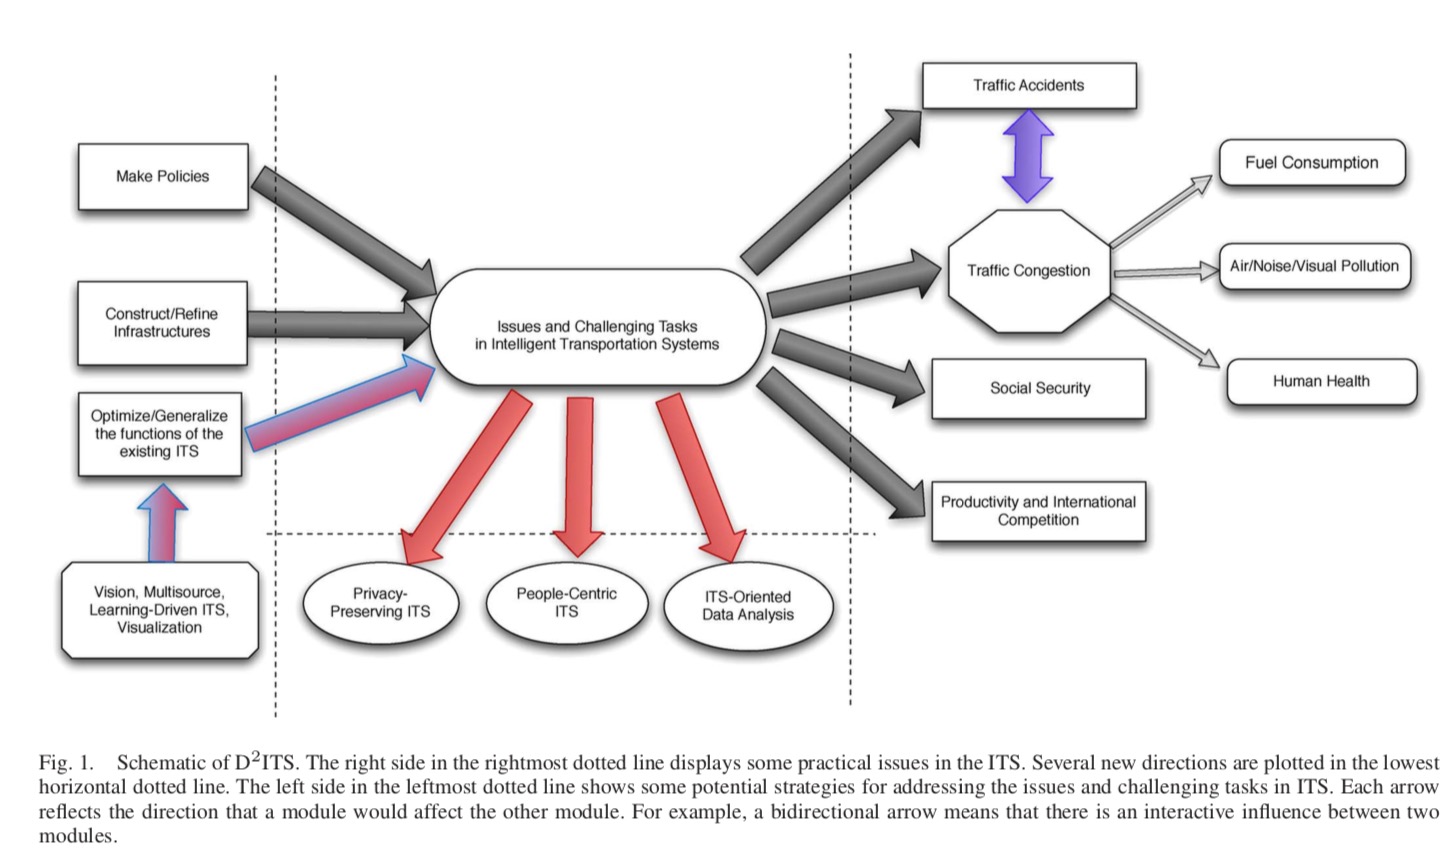 Traffic Accidents
Make Policies
Fuel Consumption
Traffic Congestion
Air/Noise/Visual Pollution
Construct/Refine
Infrastructures
Issues and Challenging Tasks
in Intelligent Transportation Systems
Human Health
Social Security
Optimize/Generalize
the functions of the
existing ITS
Productivity and International
Competition
Vision, Multisource,
Learning-Driven ITS,
Visualization
Privacy-
Preserving ITS
People-Centric
ITS
ITS-Oriented
Data Analysis
Fig. 1. Schematic of D²ITS. The right side in the rightmost dotted line displays some practical issues in the ITS. Several new directions are plotted in the lowest
horizontal dotted line. The left side in the leftmost dotted line shows some potential strategies for addressing the issues and challenging tasks in ITS. Each arrow
reflects the direction that a module would affect the other module. For example, a bidirectional arrow means that there is an interactive influence between two
modules.